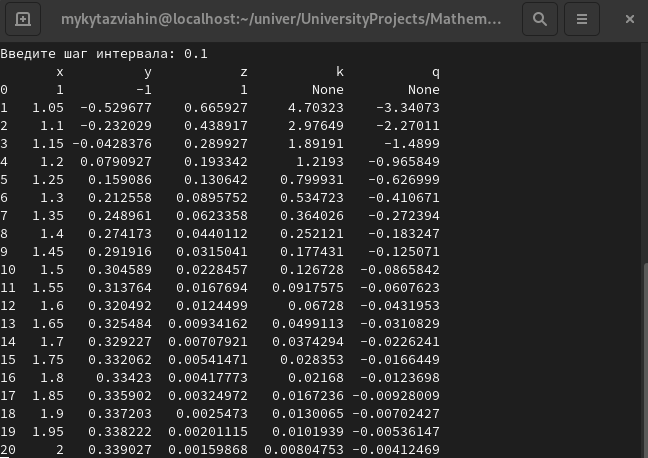 mykytazviahin@localhost:~/univer/UniversityProjects/Mathem...
Введите шаг интервала: 0.1
x y z k q
0 1 -1 1 None None
1 1.05 -0.529677 0.665927 4.70323 -3.34073
2 1.1 -0.232029 0.438917 2.97649 -2.27011
3 1.15 -0.0428376 0.289927 1.89191 -1.4899
4 1.2 0.0790927 0.193342 1.2193 -0.965849
5 1.25 0.159086 0.130642 0.799931 -0.626999
6 1.3 0.212558 0.0895752 0.534723 -0.410671
7 1.35 0.248961 0.0623358 0.364026 -0.272394
8 1.4 0.274173 0.0440112 0.252121 -0.183247
9 1.45 0.291916 0.0315041 0.177431 -0.125071
10 1.5 0.304589 0.0228457 0.126728 -0.0865842
11 1.55 0.313764 0.0167694 0.0917575 -0.0607623
12 1.6 0.320492 0.0124499 0.06728 -0.0431953
13 1.65 0.325484 0.00934162 0.0499113 -0.0310829
14 1.7 0.329227 0.00707921 0.0374294 -0.0226241
15 1.75 0.332062 0.00541471 0.028353 -0.0166449
16 1.8 0.33423 0.00417773 0.02168 -0.0123698
17 1.85 0.335902 0.00324972 0.0167236 -0.00928009
18 1.9 0.337203 0.0025473 0.0130065 -0.00702427
19 1.95 0.338222 0.00201115 0.0101939 -0.00536147
20 2 0.339027 0.00159868 0.00804753 -0.00412469